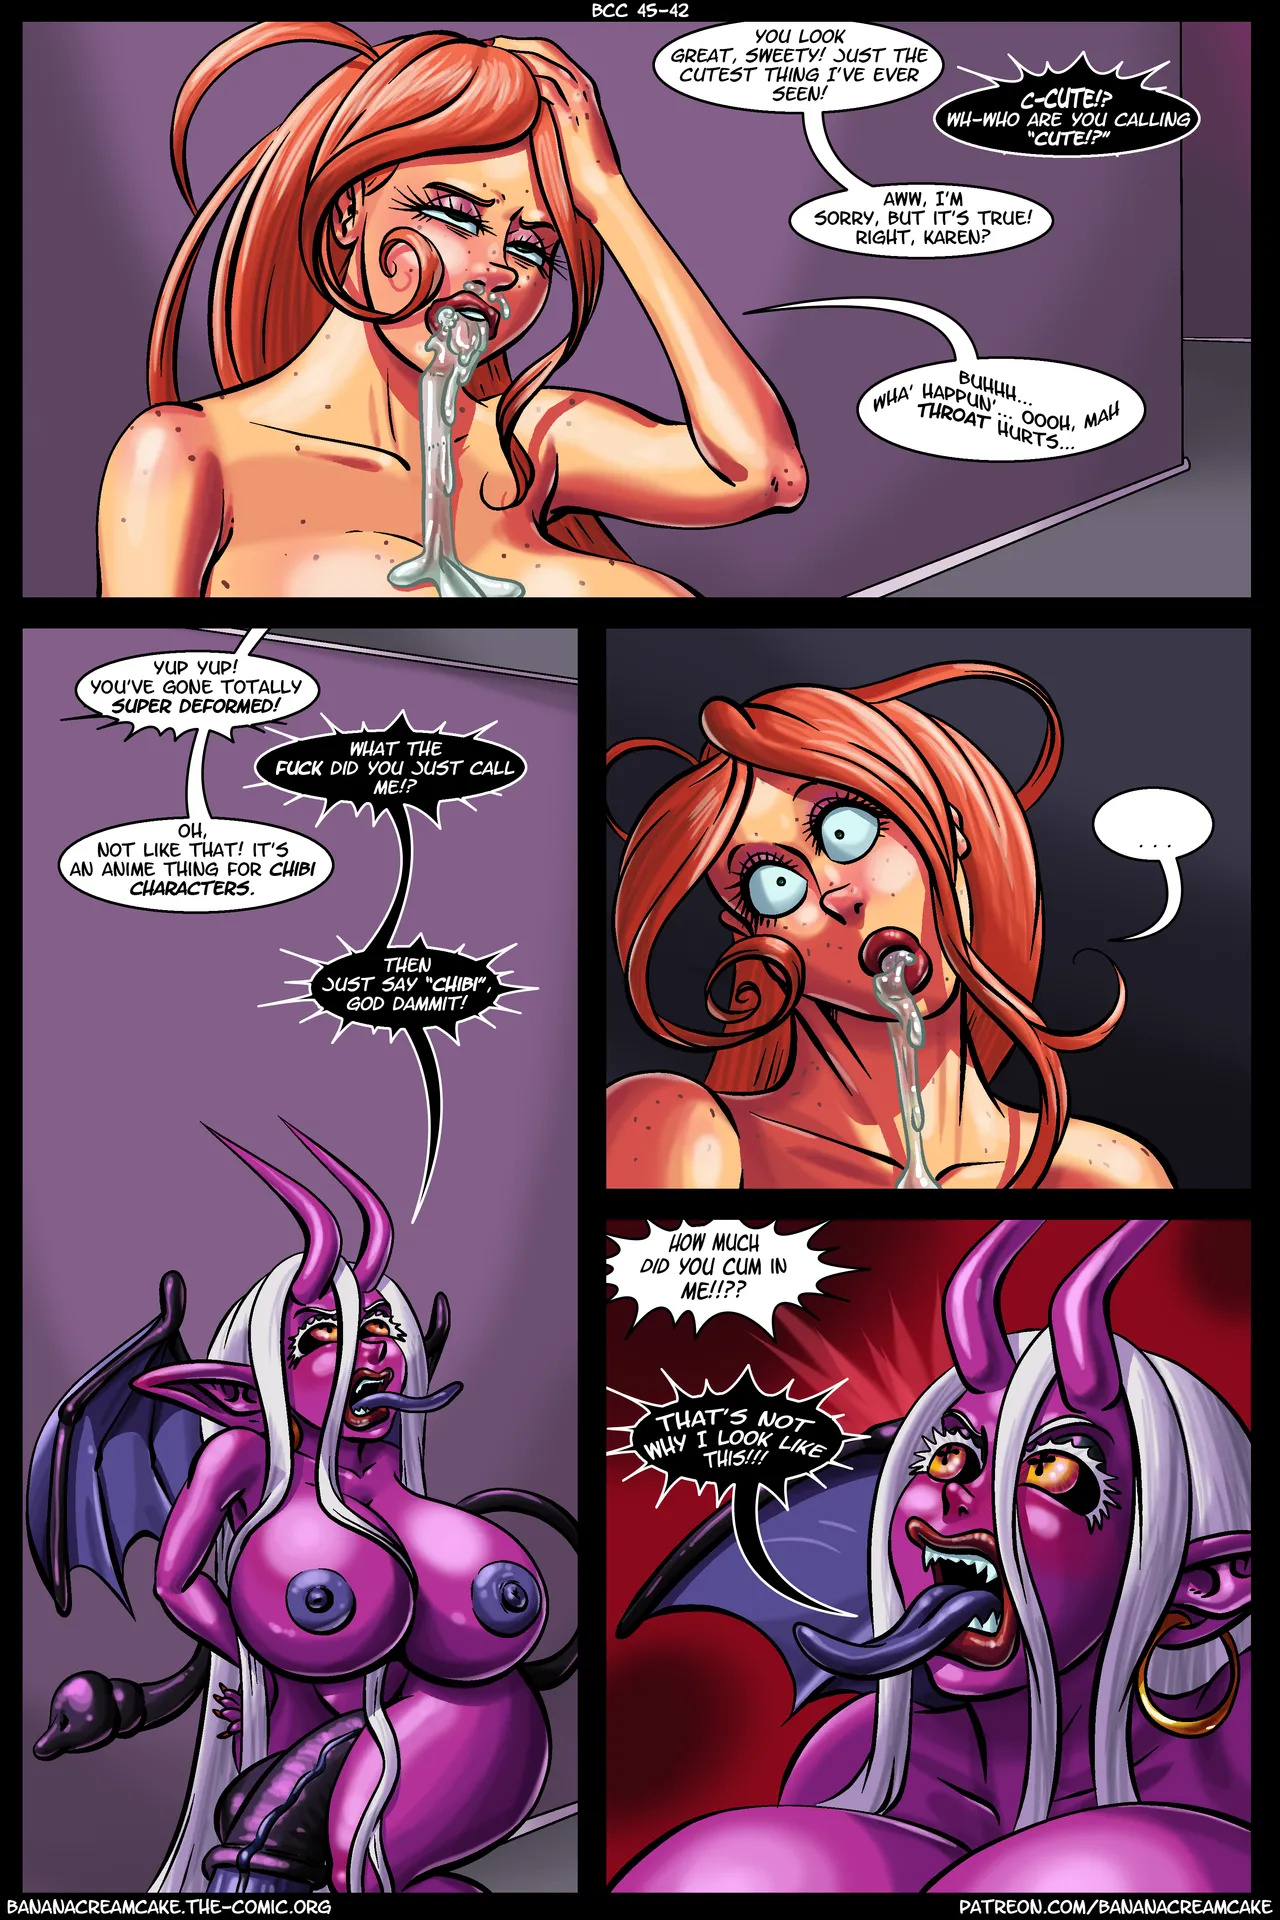 BCC 45-42
YOU LOOK
GREAT, SWEETY! JUST THE
CUTEST THING I'VE EVER
SEEN!
C-CUTE!?
WH-WHO ARE YOU CALLING
"CUTE!?"
AWW, I'M
SORRY, BUT IT'S TRUE!
RIGHT, KAREN?
BUHHH...
WHA' HAPPUN'... OOOH, MAH
THROAT HURTS...
YUP YUP!
YOU'VE GONE TOTALLY
SUPER DEFORMED!
WHAT THE
FUCK DID YOU JUST CALL
ME!?
OH,
NOT LIKE THAT! IT'S
AN ANIME THING FOR CHIBI
CHARACTERS.
THEN
JUST SAY "CHIBI",
GOD DAMMIT!
...
HOW MUCH
DID YOU CUM IN
ME!!??
THAT'S NOT
WHY I LOOK LIKE
THIS!!!
BANANACREAMCAKE.THE-COMIC.ORG
PATREON.COM/BANANACREAMCAKE